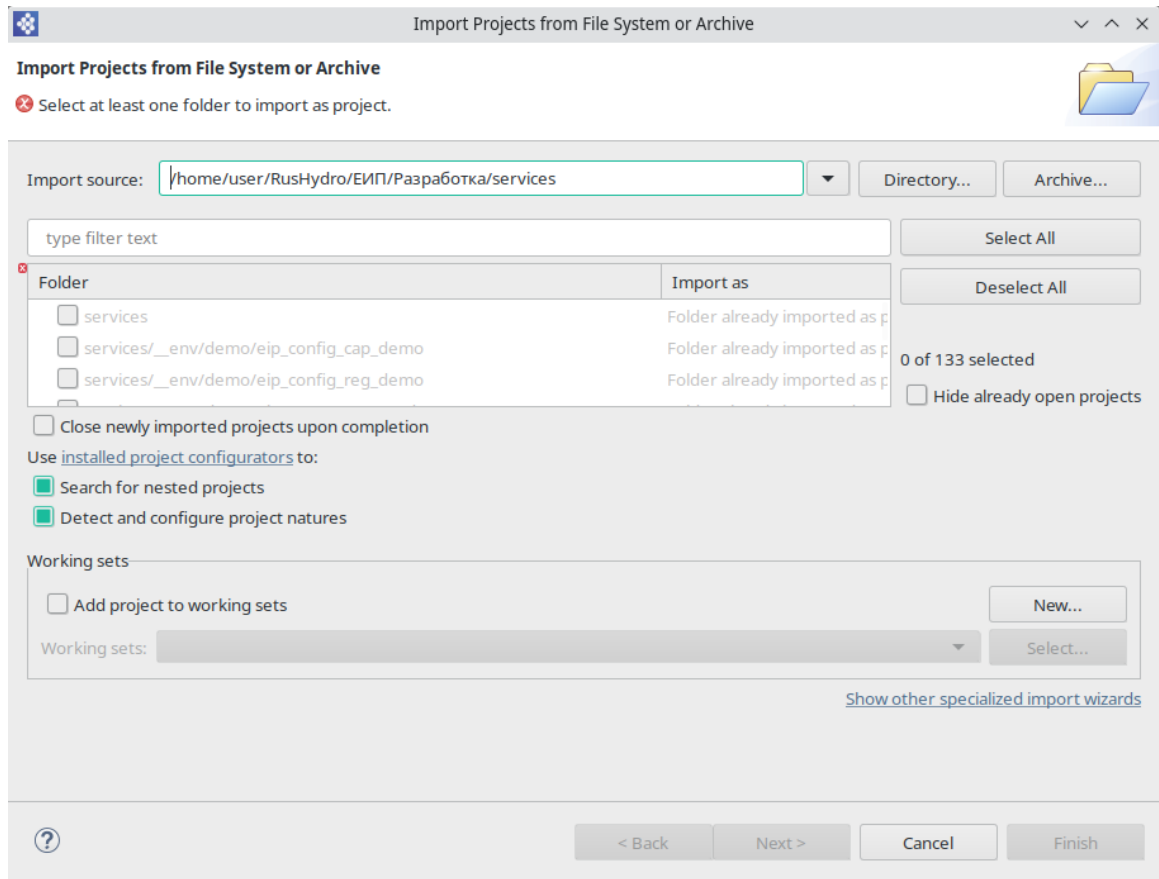 Import Projects from File System or Archive
Import Projects from File System or Archive
Select at least one folder to import as project.
Import source: /home/user/RusHydro/ЕИП/Разработка/services Directory... Archive...
type filter text Select All
Folder Import as Deselect All
services Folder already imported as p
services/__env/demo/eip_config_cap_demo Folder already imported as p
services/__env/demo/eip_config_reg_demo Folder already imported as p
0 of 133 selected
Hide already open projects
Close newly imported projects upon completion
Use installed project configurators to:
Search for nested projects
Detect and configure project natures
Working sets
Add project to working sets New...
Working sets: Select...
Show other specialized import wizards
? < Back Next > Cancel Finish